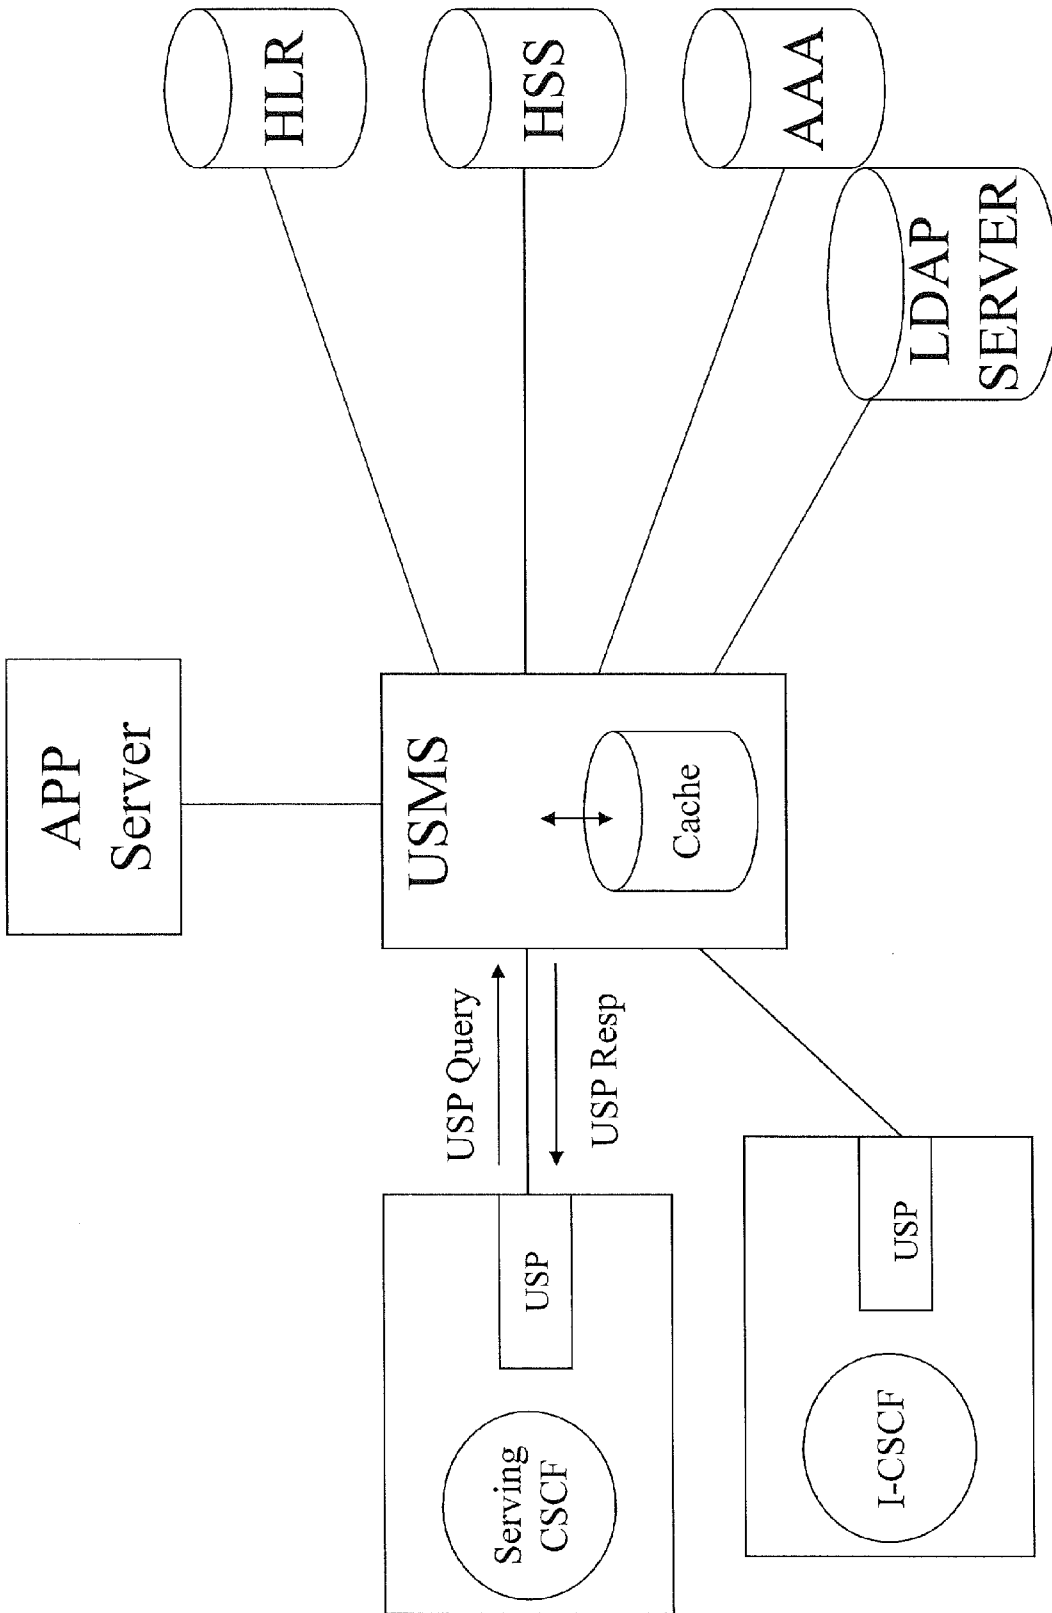 APP
Server
HLR
HSS
AAA
LDAP
SERVER
USMS
Cache
USP Query
USP Resp
Serving
CSCF
USP
I-CSCF
USP